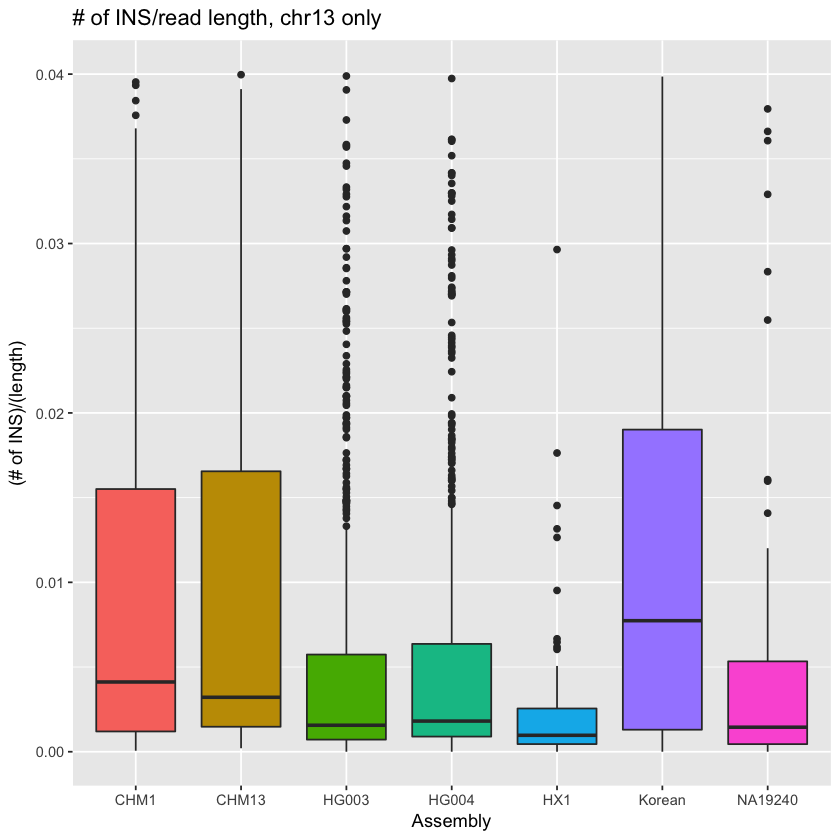 # of INS/read length, chr13 only
0.04
0.03
0.02
0.01
0.00
(# of INS)/(length)
CHM1 CHM13 HG003 HG004 HX1 Korean NA19240
Assembly